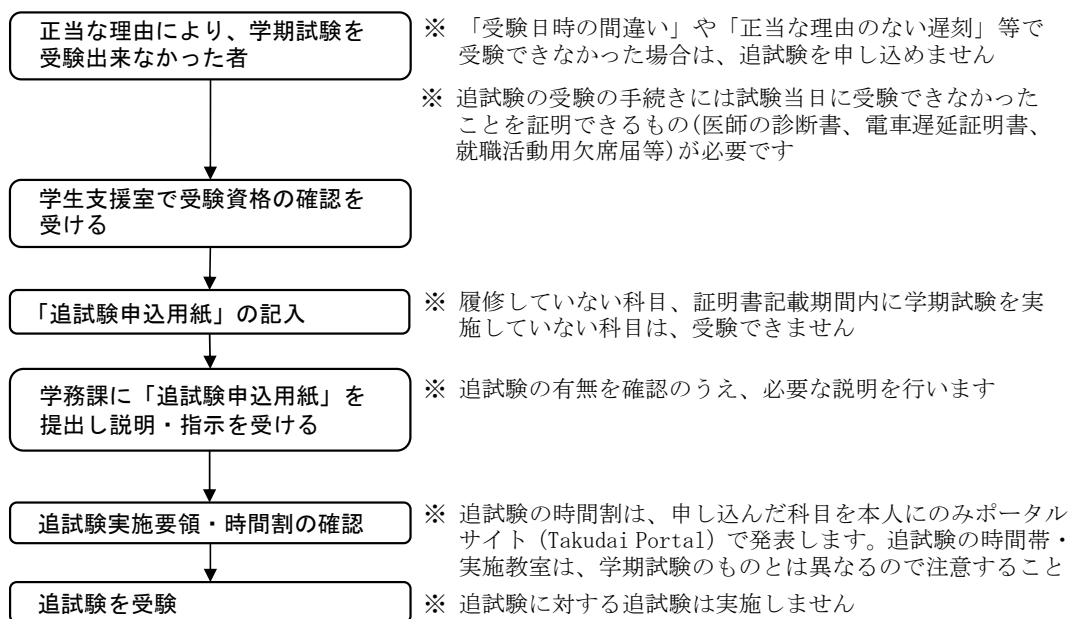 正当な理由により、学期試験を
受験出来なかった者
※ 「受験日時の間違い」や「正当な理由のない遅刻」等で
受験できなかった場合は、追試験を申し込めません
※ 追試験の受験の手続きには試験当日に受験できなかった
ことを証明できるもの(医師の診断書、電車遅延証明書、
就職活動用欠席届等)が必要です
学生支援室で受験資格の確認を
受ける
「追試験申込用紙」の記入
※ 履修していない科目、証明書記載期間内に学期試験を実
施していない科目は、受験できません
学務課に「追試験申込用紙」を
提出し説明・指示を受ける
※ 追試験の有無を確認のうえ、必要な説明を行います
追試験実施要領・時間割の確認
※ 追試験の時間割は、申し込んだ科目を本人にのみポータル
サイト（Takudai Portal）で発表します。追試験の時間帯・
実施教室は、学期試験のものとは異なるので注意すること
追試験を受験
※ 追試験に対する追試験は実施しません